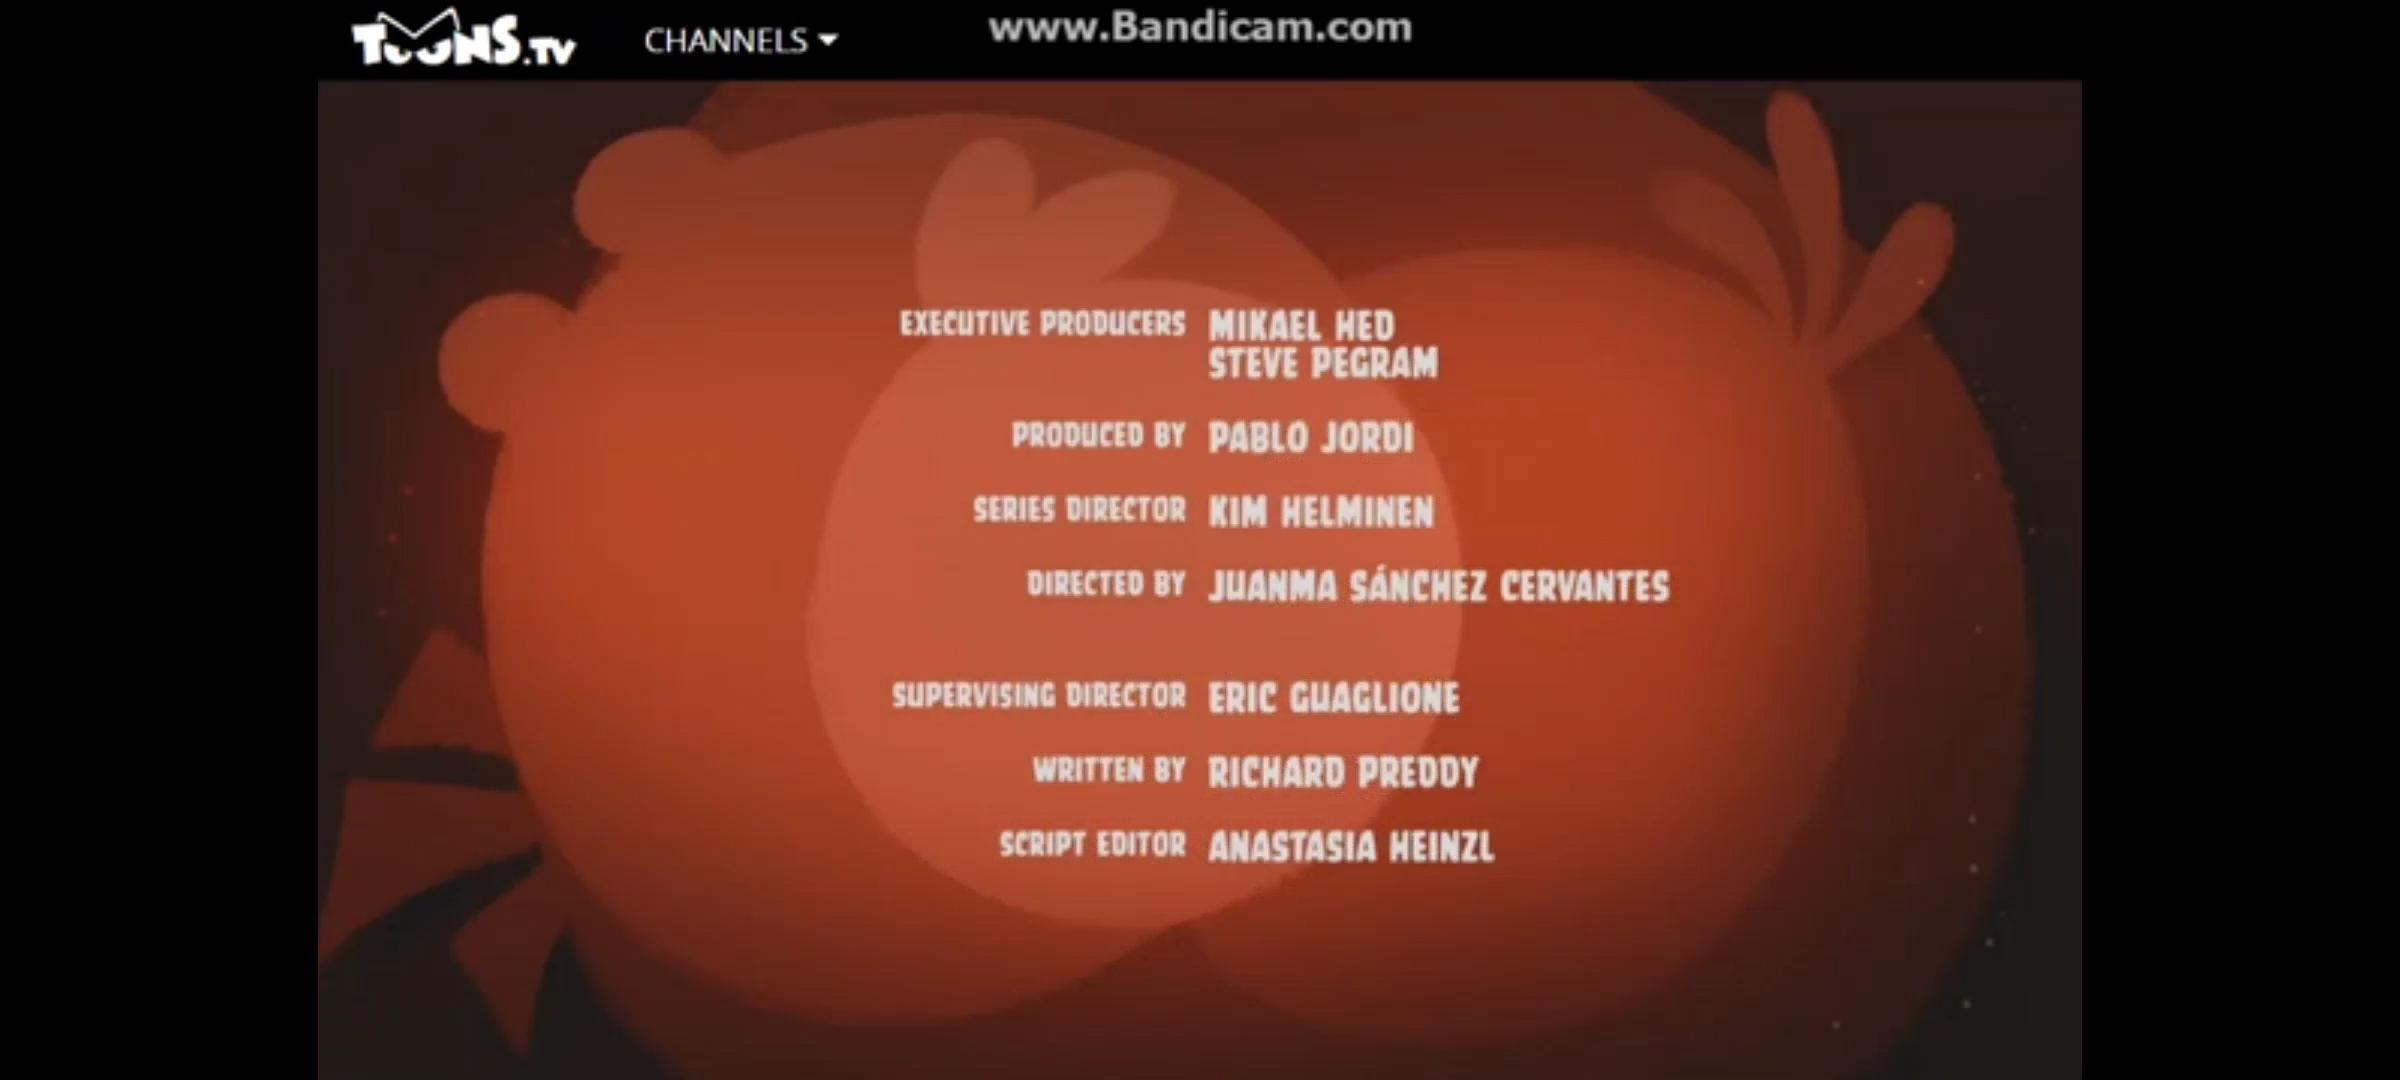 TOONS.TV CHANNELS www.Bandicam.com
EXECUTIVE PRODUCERS MIKAEL HED
STEVE PEGRAM
PRODUCED BY PABLO JORDI
SERIES DIRECTOR KIM HELMINEN
DIRECTED BY JUANMA SÁNCHEZ CERVANTES
SUPERVISING DIRECTOR ERIC GUAGLIONE
WRITTEN BY RICHARD PREDDY
SCRIPT EDITOR ANASTASIA HEINZL